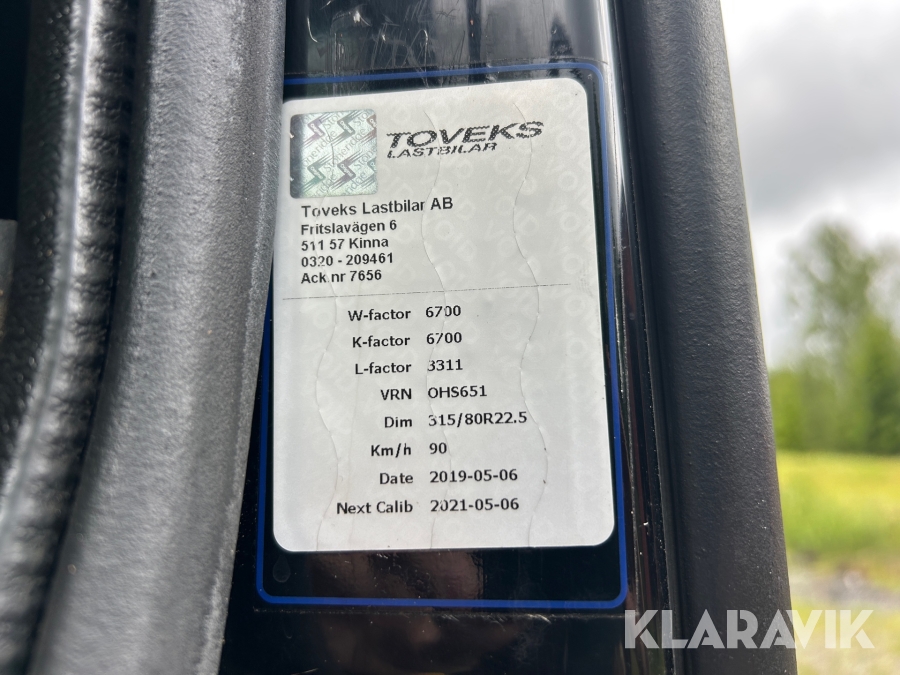 TOVEKS
LASTBILAR
Toveks Lastbilar AB
Fritslavägen 6
511 57 Kinna
0320 - 209461
Ack nr 7656
W-factor 6700
K-factor 6700
L-factor 3311
VRN OHS651
Dim 315/80R22.5
Km/h 90
Date 2019-05-06
Next Calib 2021-05-06
KLARAVIK